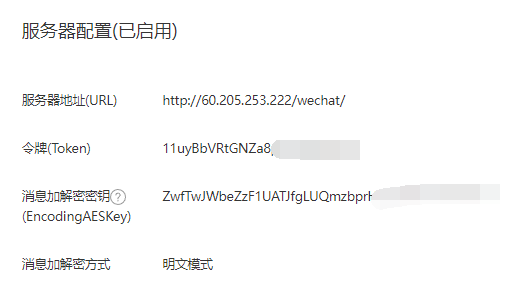 服务器配置(已启用)
服务器地址(URL) http://60.205.253.222/wechat/
令牌(Token) 11uyBbVRtGNZa8
消息加解密密钥?
(EncodingAESKey) ZwfTwJWbeZzF1UATJfgLUQmzbprH
消息加解密方式 明文模式